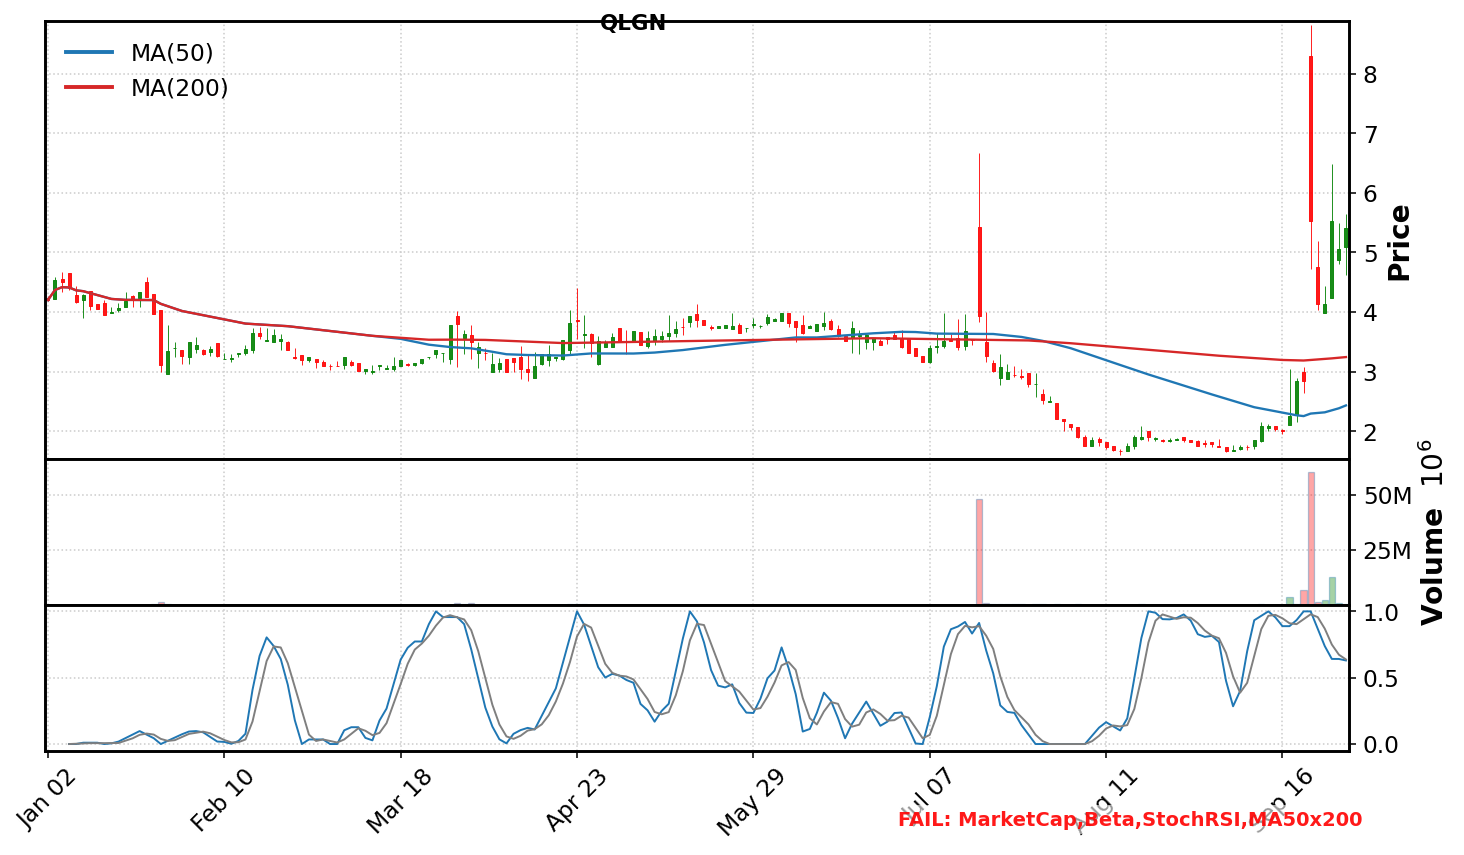 QLGN
MA(50)
MA(200)
8
7
6
5
4
3
2
Price
50M
25M
Volume 10^6
1.0
0.5
0.0
Jan 02
Feb 10
Mar 18
Apr 23
May 29
Jul 07
Aug 11
Sep 16
FAIL: MarketCap,Beta,StochRSI,MA50x200